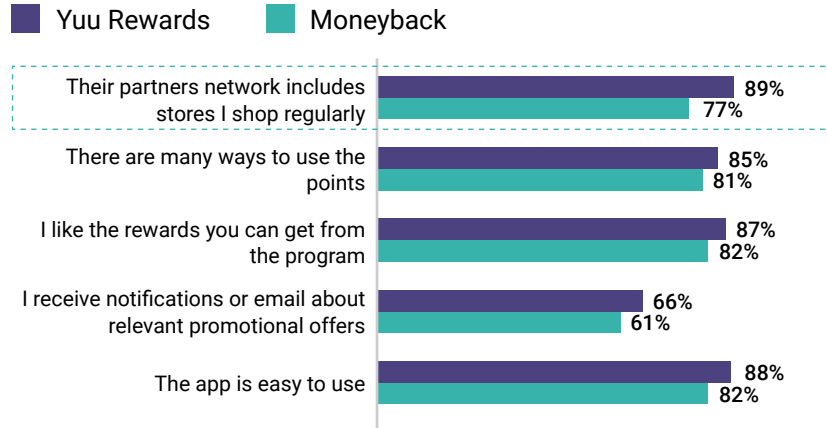 Yuu Rewards
Moneyback
Their partners network includes
stores I shop regularly
89%
77%
There are many ways to use the
points
85%
81%
I like the rewards you can get from
the program
87%
82%
I receive notifications or email about
relevant promotional offers
66%
61%
The app is easy to use
88%
82%